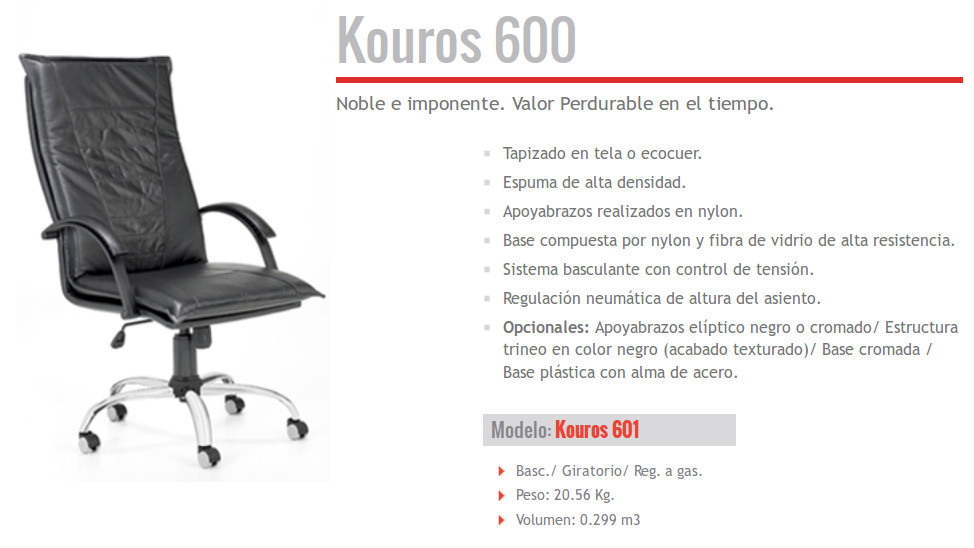 Kouros 600
Noble e imponente. Valor Perdurable en el tiempo.
Tapizado en tela o ecocuer.
Espuma de alta densidad.
Apoyabrazos realizados en nylon.
Base compuesta por nylon y fibra de vidrio de alta resistencia.
Sistema basculante con control de tensión.
Regulación neumática de altura del asiento.
Opcionales: Apoyabrazos elíptico negro o cromado/ Estructura
trineo en color negro (acabado texturado)/ Base cromada /
Base plástica con alma de acero.
Modelo: Kouros 601
Basc./ Giratorio/ Reg. a gas.
Peso: 20.56 Kg.
Volumen: 0.299 m3